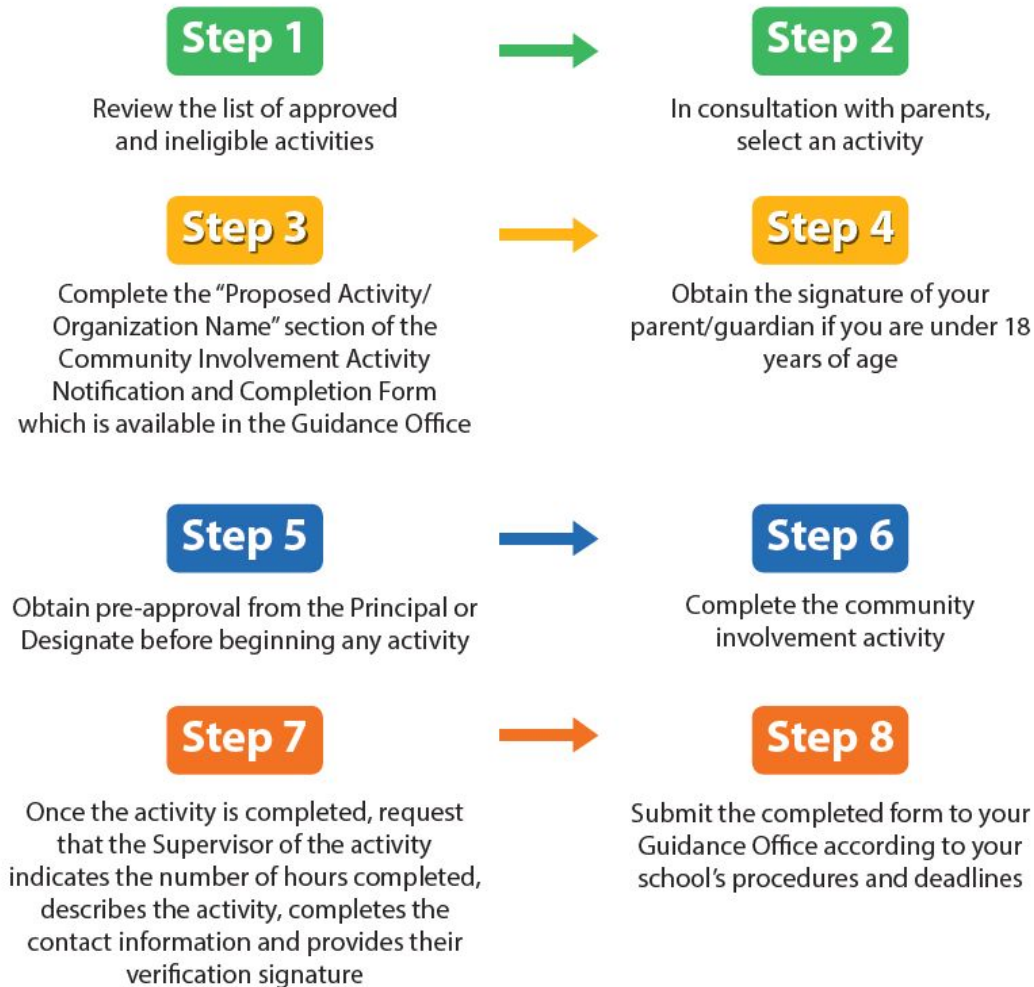 Step 1
Review the list of approved
and ineligible activities
Step 2
In consultation with parents,
select an activity
Step 3
Complete the “Proposed Activity/
Organization Name” section of the
Community Involvement Activity
Notification and Completion Form
which is available in the Guidance Office
Step 4
Obtain the signature of your
parent/guardian if you are under 18
years of age
Step 5
Obtain pre-approval from the Principal or
Designate before beginning any activity
Step 6
Complete the community
involvement activity
Step 7
Once the activity is completed, request
that the Supervisor of the activity
indicates the number of hours completed,
describes the activity, completes the
contact information and provides their
verification signature
Step 8
Submit the completed form to your
Guidance Office according to your
school’s procedures and deadlines